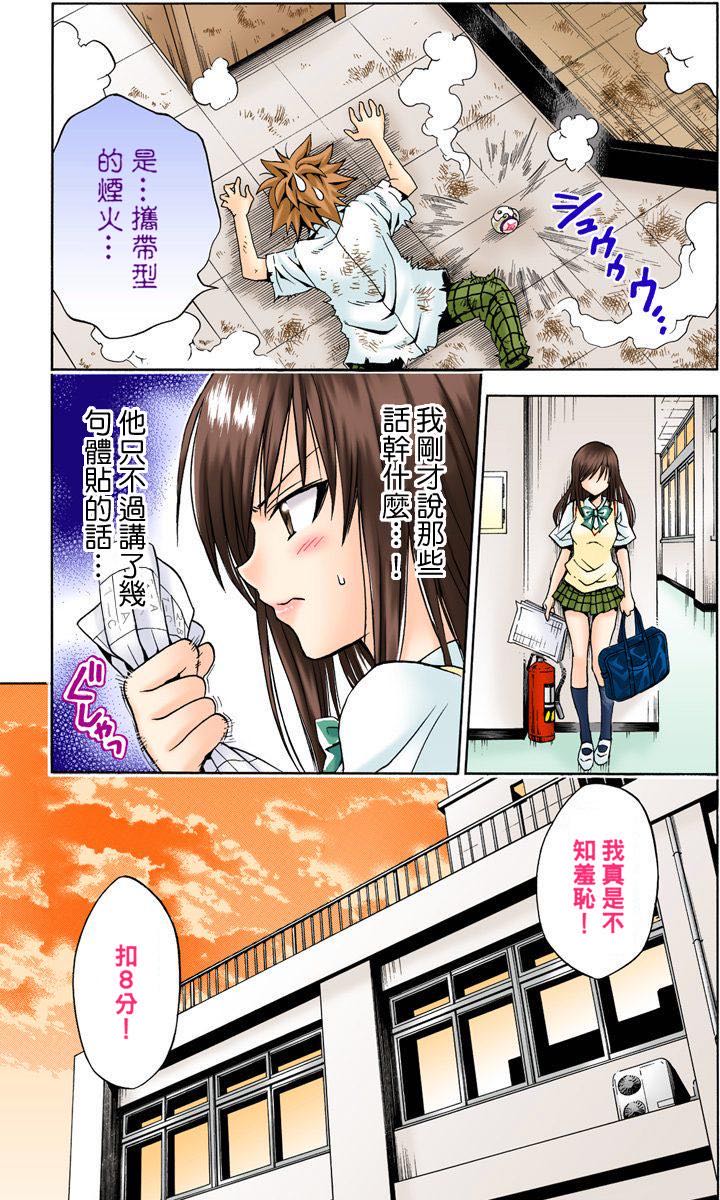 是…攜帶型
的煙火…
シュウゥウゥ…
我剛才說那些
話幹什麼…！
他只不過講了幾
句體貼的話…
ぐしゃっ
我真是不
知羞恥！
扣8分！